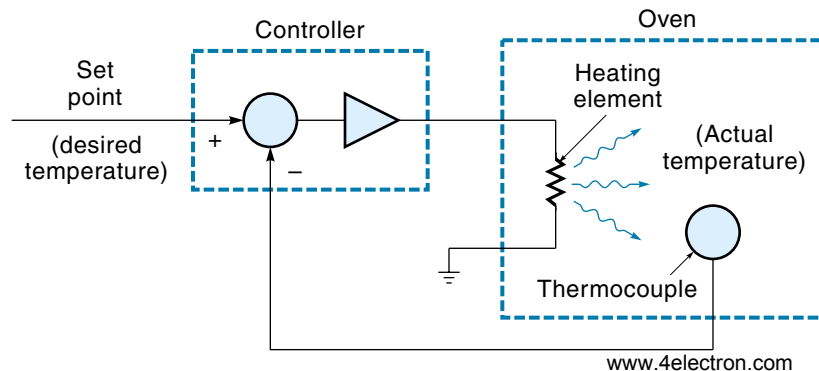 Oven
Controller
Set
point
(desired
temperature)
+
−
Heating
element
(Actual
temperature)
Thermocouple
www.4electron.com